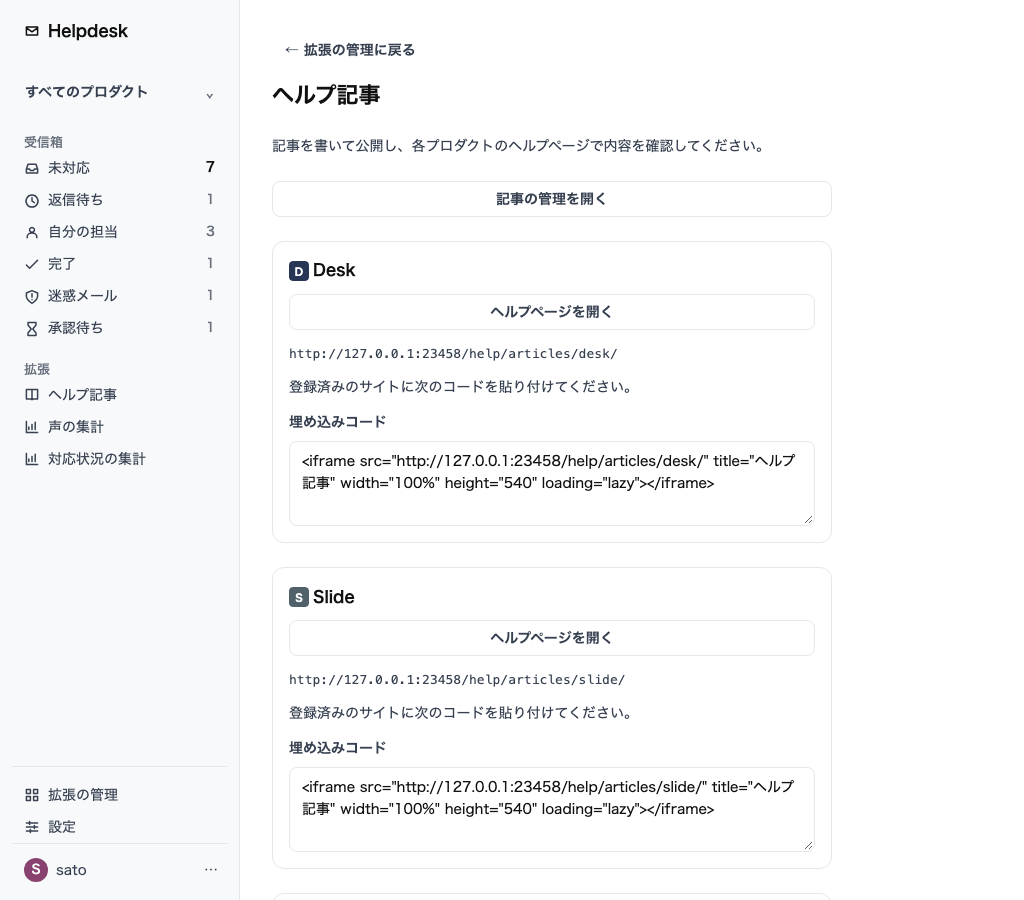 Helpdesk
すべてのプロダクト
受信箱
未対応 7
返信待ち 1
自分の担当 3
完了 1
迷惑メール 1
承認待ち 1
拡張
ヘルプ記事
声の集計
対応状況の集計
拡張の管理
設定
S sato …
← 拡張の管理に戻る
ヘルプ記事
記事を書いて公開し、各プロダクトのヘルプページで内容を確認してください。
記事の管理を開く
D Desk
ヘルプページを開く
http://127.0.0.1:23458/help/articles/desk/
登録済みのサイトに次のコードを貼り付けてください。
埋め込みコード
<iframe src="http://127.0.0.1:23458/help/articles/desk/" title="ヘルプ
記事" width="100%" height="540" loading="lazy"></iframe>
S Slide
ヘルプページを開く
http://127.0.0.1:23458/help/articles/slide/
登録済みのサイトに次のコードを貼り付けてください。
埋め込みコード
<iframe src="http://127.0.0.1:23458/help/articles/slide/" title="ヘルプ
記事" width="100%" height="540" loading="lazy"></iframe>